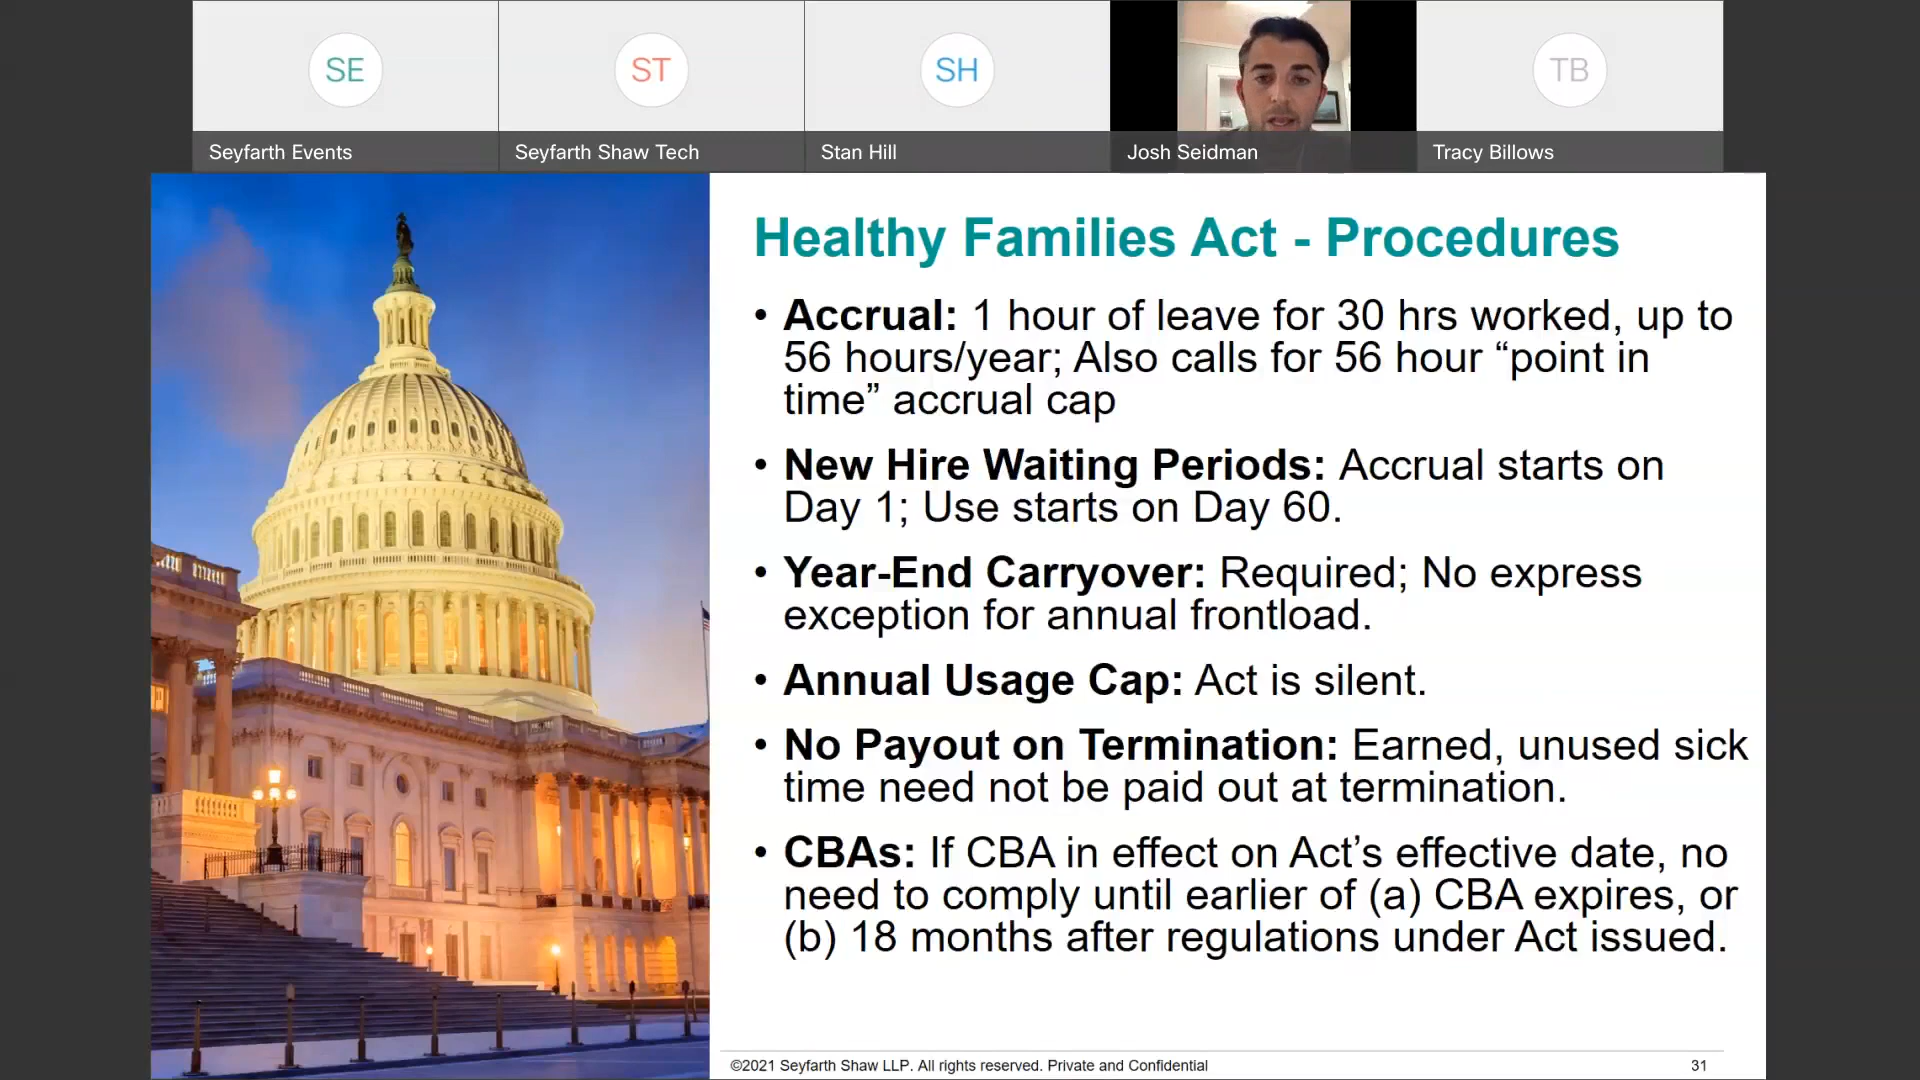 SE
ST
SH
TB
Seyfarth Events
Seyfarth Shaw Tech
Stan Hill
Josh Seidman
Tracy Billows
Healthy Families Act - Procedures
• Accrual: 1 hour of leave for 30 hrs worked, up to
56 hours/year; Also calls for 56 hour “point in
time” accrual cap
• New Hire Waiting Periods: Accrual starts on
Day 1; Use starts on Day 60.
• Year-End Carryover: Required; No express
exception for annual frontload.
• Annual Usage Cap: Act is silent.
• No Payout on Termination: Earned, unused sick
time need not be paid out at termination.
• CBAs: If CBA in effect on Act’s effective date, no
need to comply until earlier of (a) CBA expires, or
(b) 18 months after regulations under Act issued.
©2021 Seyfarth Shaw LLP. All rights reserved. Private and Confidential
31